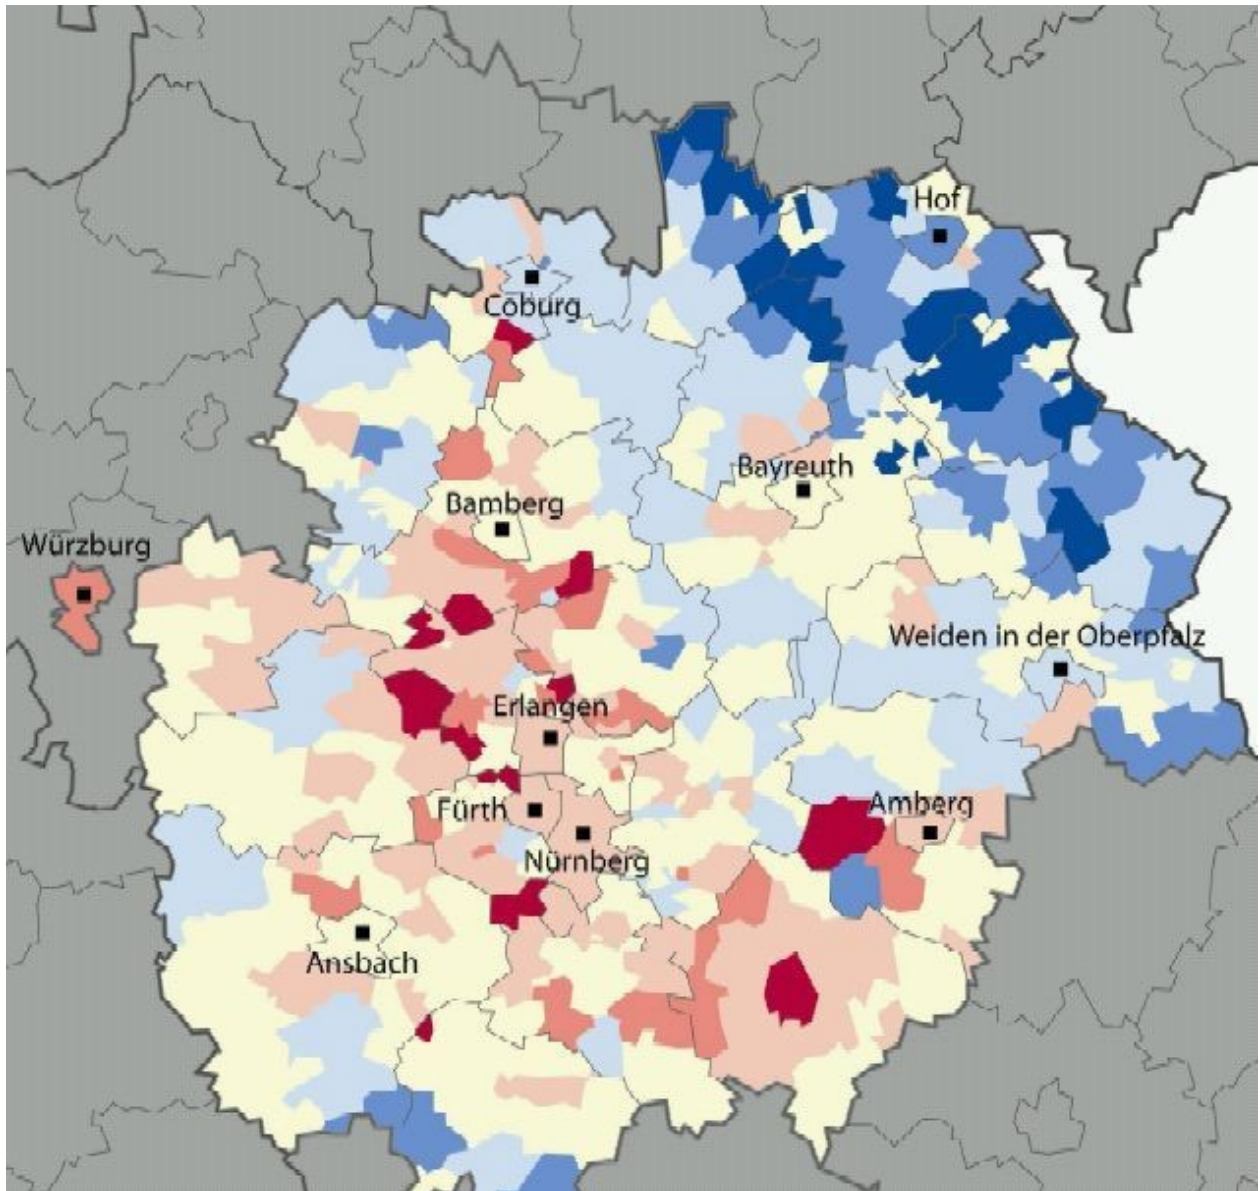 Hof
Coburg
Bayreuth
Bamberg
Würzburg
Weiden in der Oberpfalz
Erlangen
Fürth
Amberg
Nürnberg
Ansbach